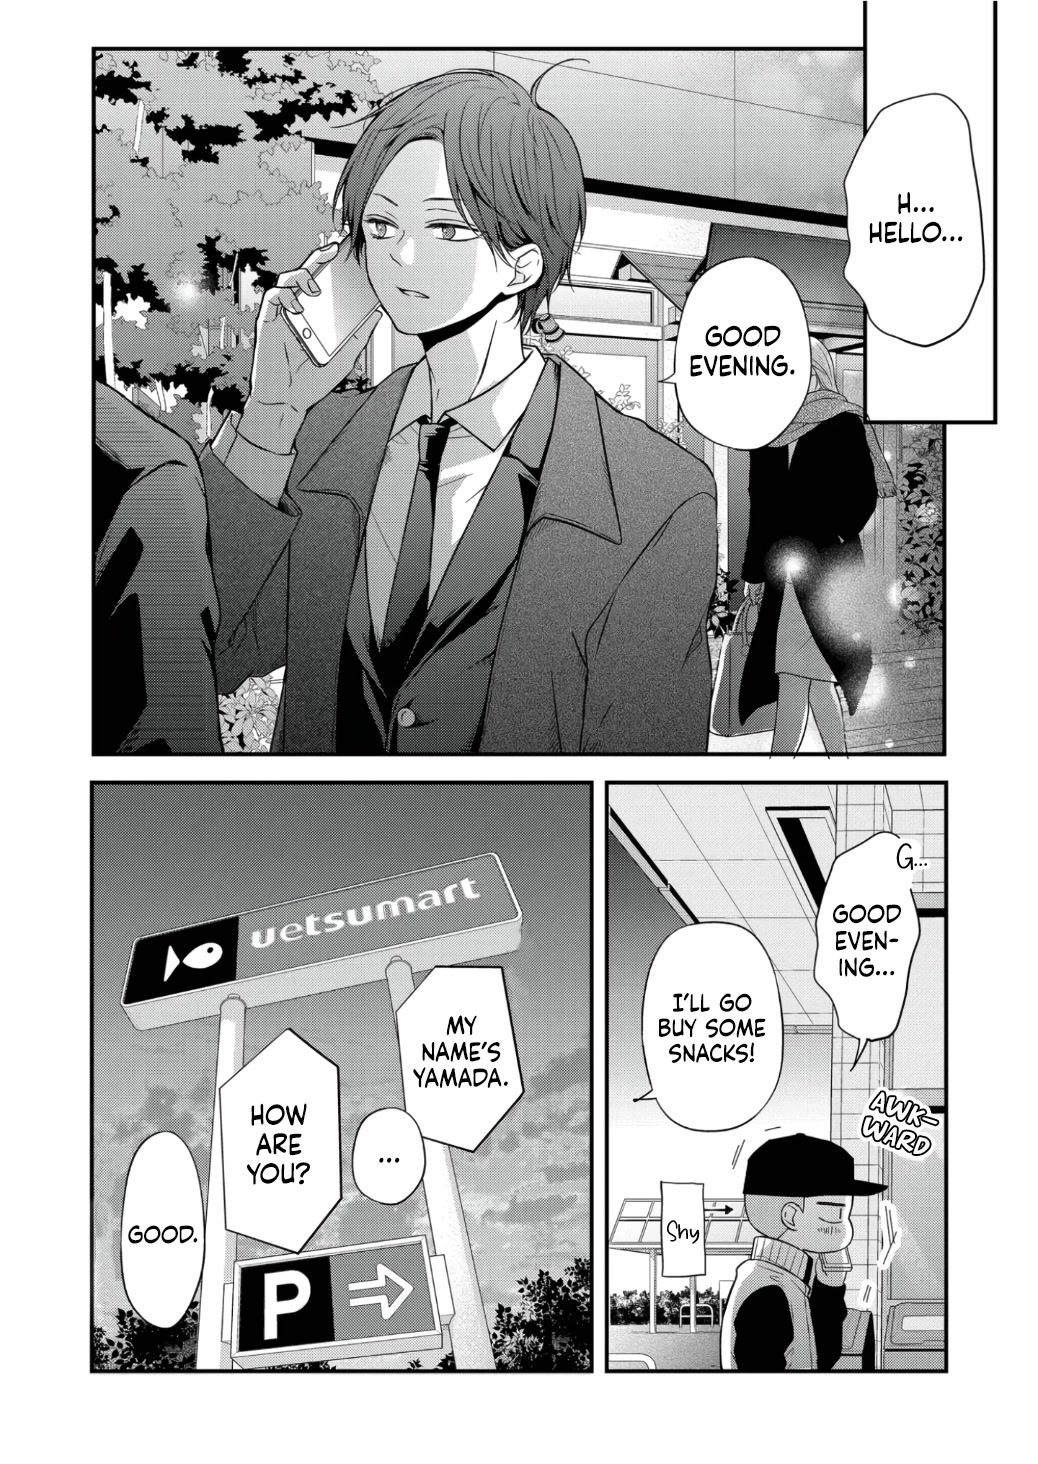 H...
HELLO...
GOOD
EVENING.
G...
GOOD
EVEN-
ING...
I'LL GO
BUY SOME
SNACKS!
AWK-
WARD
Shy
uetsumart
MY
NAME'S
YAMADA.
...
HOW
ARE
YOU?
GOOD.
P